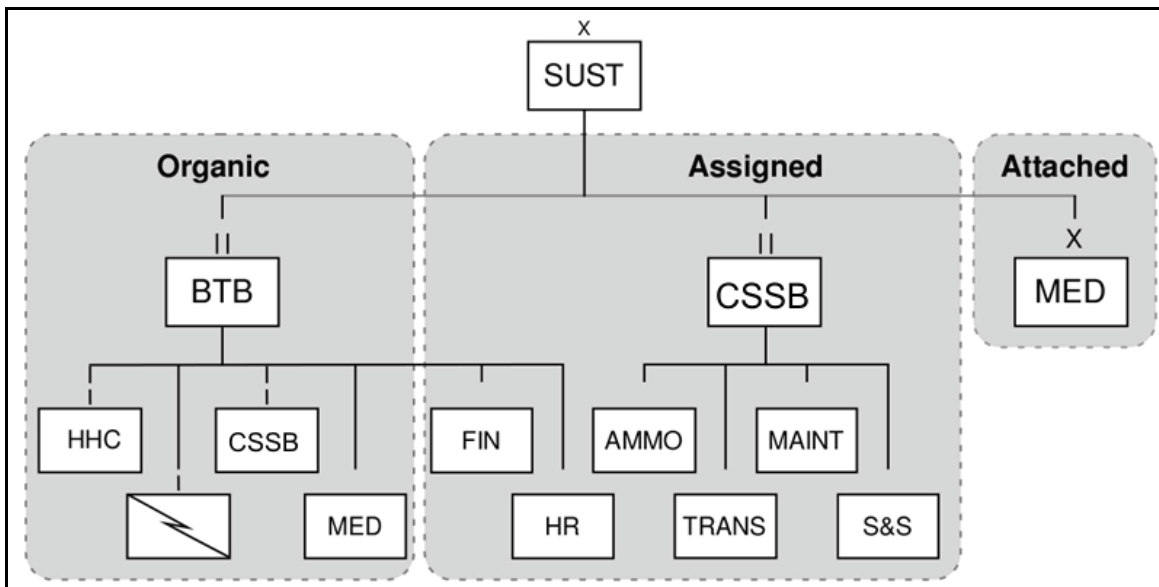 X
SUST
Organic
Assigned
Attached
II
II
X
BTB
CSSB
MED
HHC
CSSB
FIN
AMMO
MAINT
MED
HR
TRANS
S&S